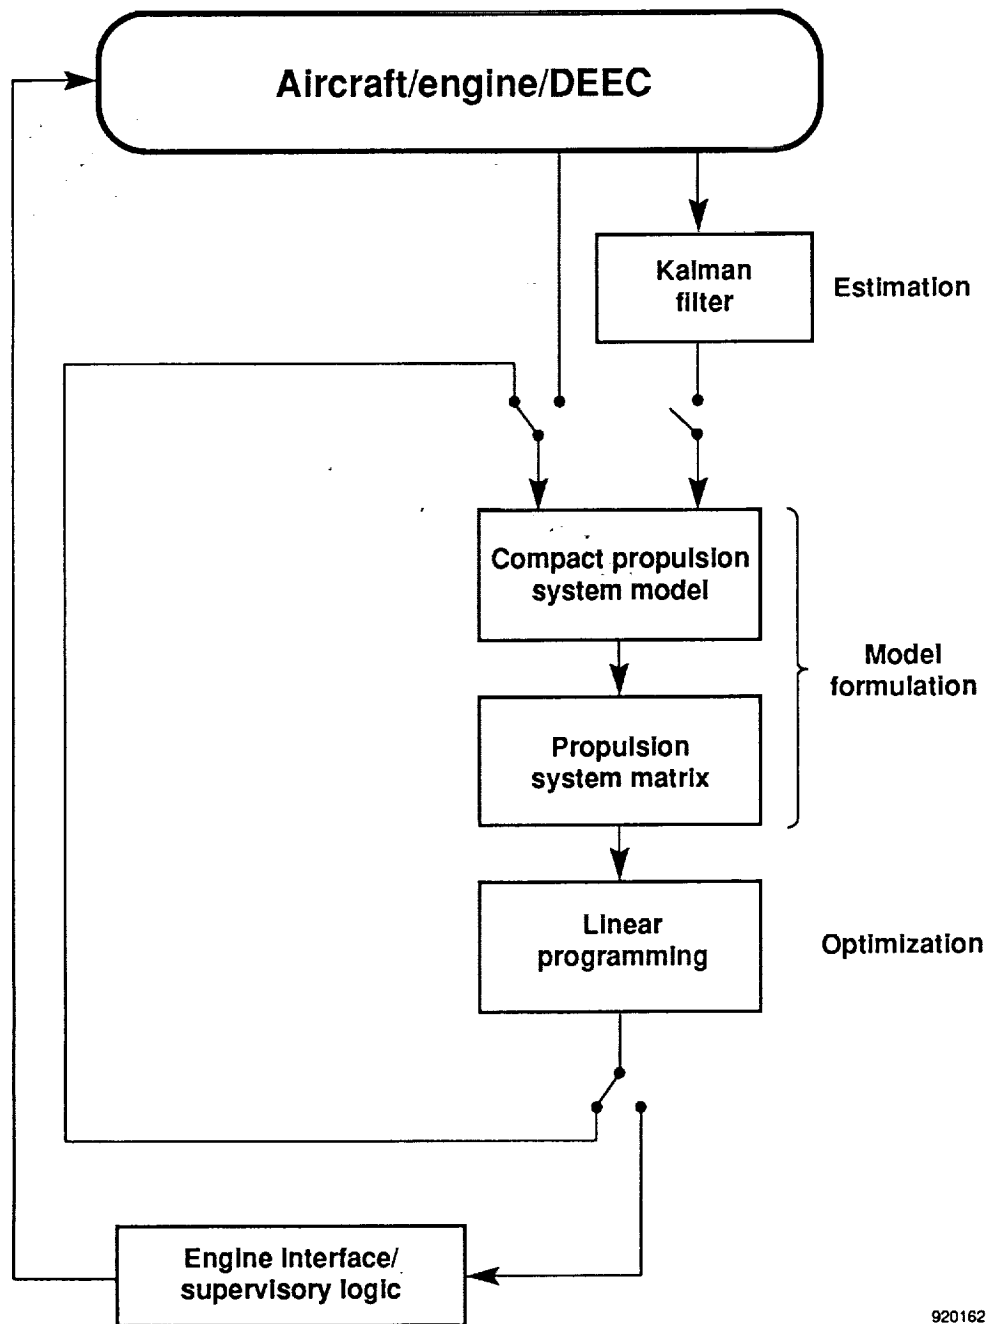 Aircraft/engine/DEEC
Kalman
filter
Estimation
Compact propulsion
system model
Model
formulation
Propulsion
system matrix
Linear
programming
Optimization
Engine interface/
supervisory logic
920162